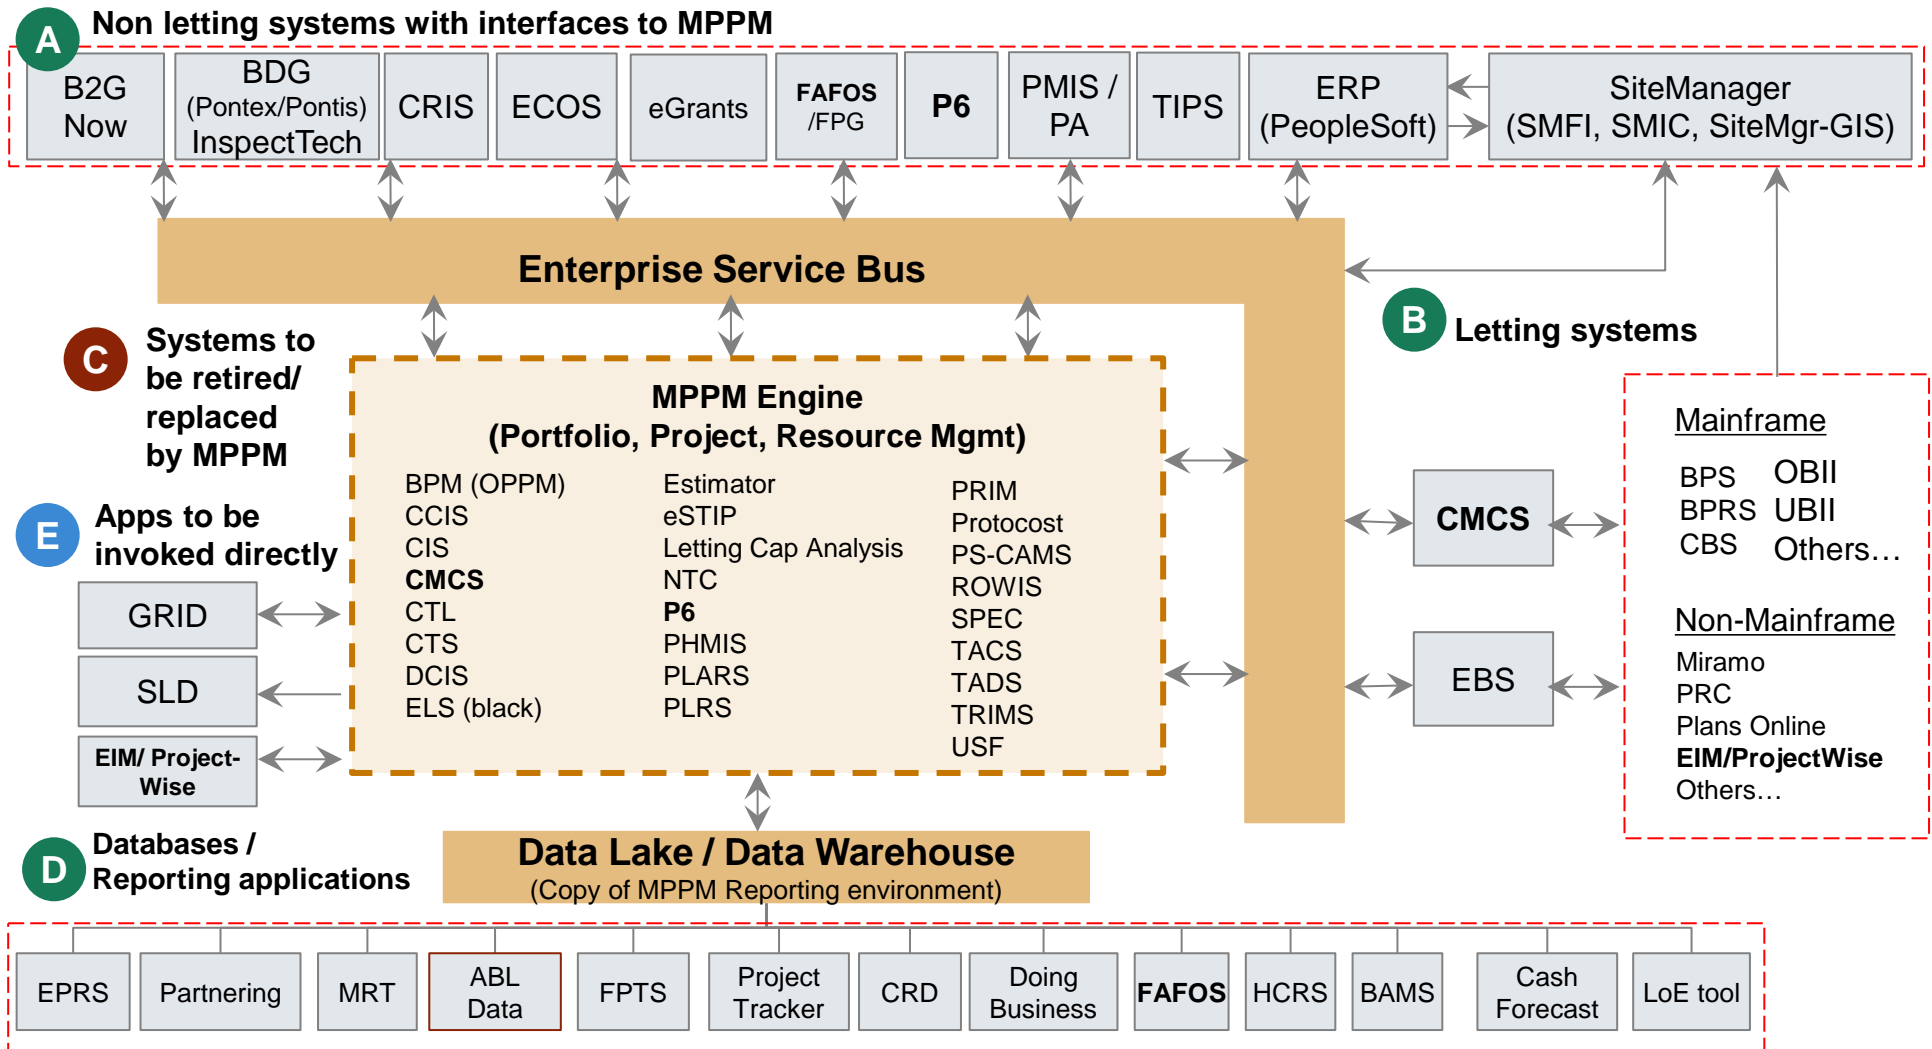 A
Non letting systems with interfaces to MPPM
B2G
Now
BDG
(Pontex/Pontis)
InspectTech
CRIS
ECOS
eGrants
FAFOS
/FPG
P6
PMIS /
PA
TIPS
ERP
(PeopleSoft)
SiteManager
(SMFI, SMIC, SiteMgr-GIS)
Enterprise Service Bus
B
Letting systems
C
Systems to
be retired/
replaced
by MPPM
MPPM Engine
(Portfolio, Project, Resource Mgmt)
BPM (OPPM)
CCIS
CIS
CMCS
CTL
CTS
DCIS
ELS (black)
Estimator
eSTIP
Letting Cap Analysis
NTC
P6
PHMIS
PLARS
PLRS
PRIM
Protocost
PS-CAMS
ROWIS
SPEC
TACS
TADS
TRIMS
USF
CMCS
EBS
Mainframe
BPS
BPRS
CBS
OBII
UBII
Others…
Non-Mainframe
Miramo
PRC
Plans Online
EIM/ProjectWise
Others…
E
Apps to be
invoked directly
GRID
SLD
EIM/ Project-
Wise
D
Databases /
Reporting applications
Data Lake / Data Warehouse
(Copy of MPPM Reporting environment)
EPRS
Partnering
MRT
ABL
Data
FPTS
Project
Tracker
CRD
Doing
Business
FAFOS
HCRS
BAMS
Cash
Forecast
LoE tool